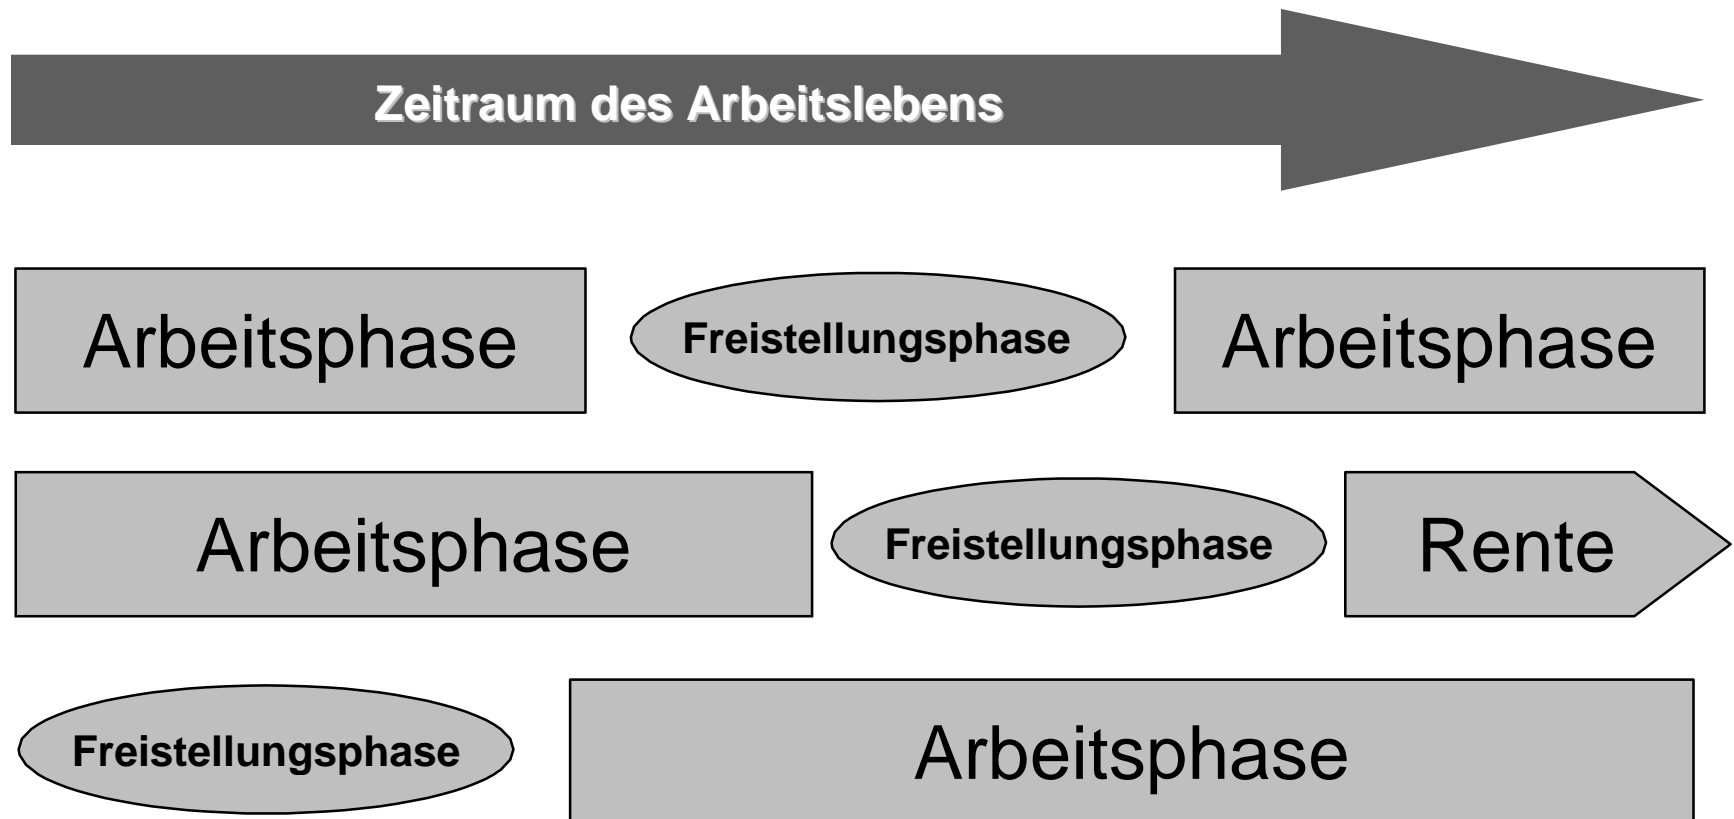 Zeitraum des Arbeitslebens
Arbeitsphase Freistellungsphase Arbeitsphase
Arbeitsphase Freistellungsphase Rente
Freistellungsphase Arbeitsphase